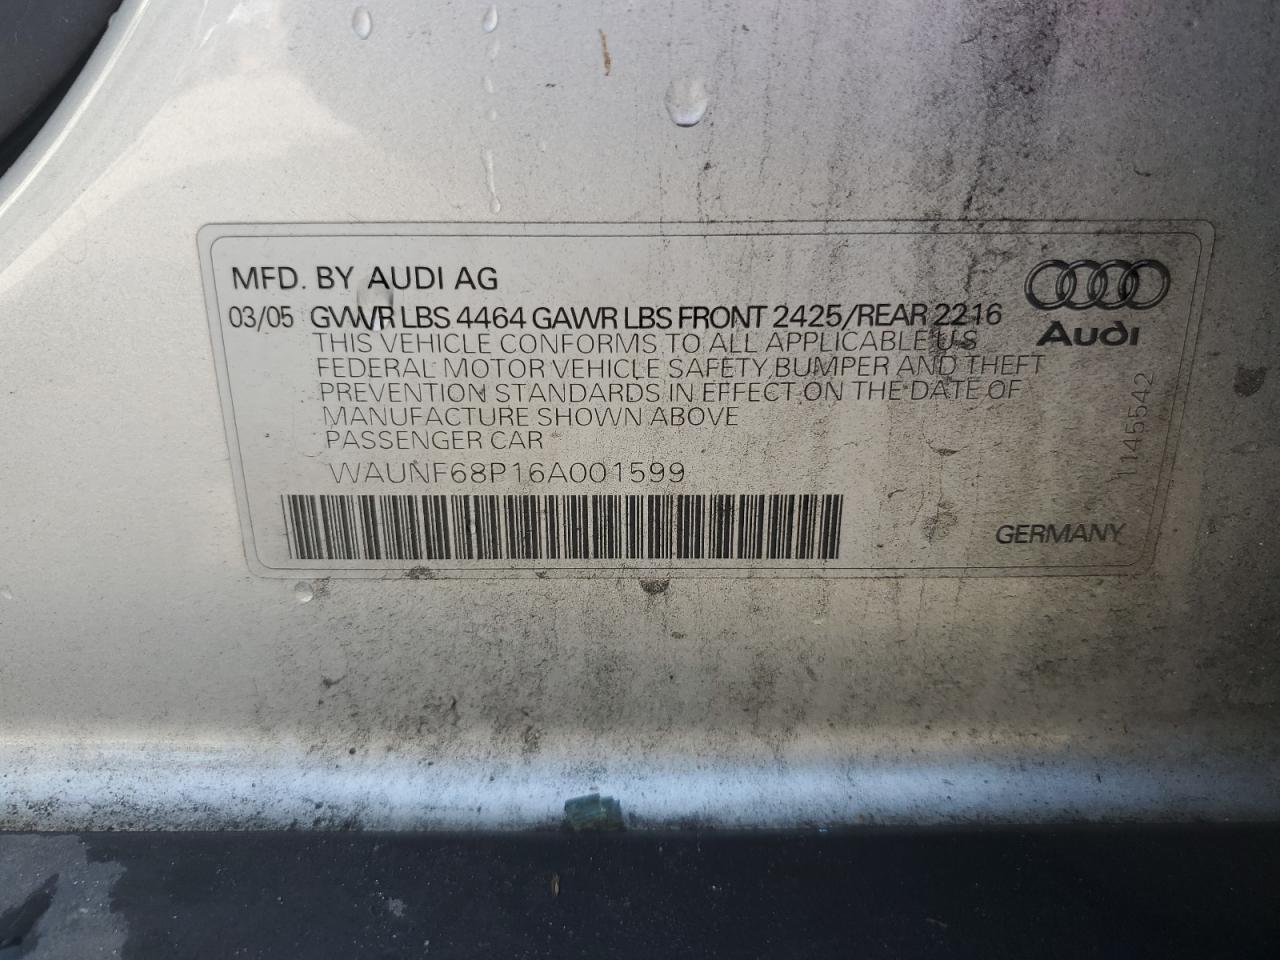 MFD. BY AUDI AG
03/05 GVWR LBS 4464 GAWR LBS FRONT 2425/REAR 2216
THIS VEHICLE CONFORMS TO ALL APPLICABLE U.S
FEDERAL MOTOR VEHICLE SAFETY,BUMPER AND THEFT
PREVENTION STANDARDS IN EFFECT ON THE DATE OF
MANUFACTURE SHOWN ABOVE
PASSENGER CAR
WAUNF68P16A001599
Audi
1145542
GERMANY